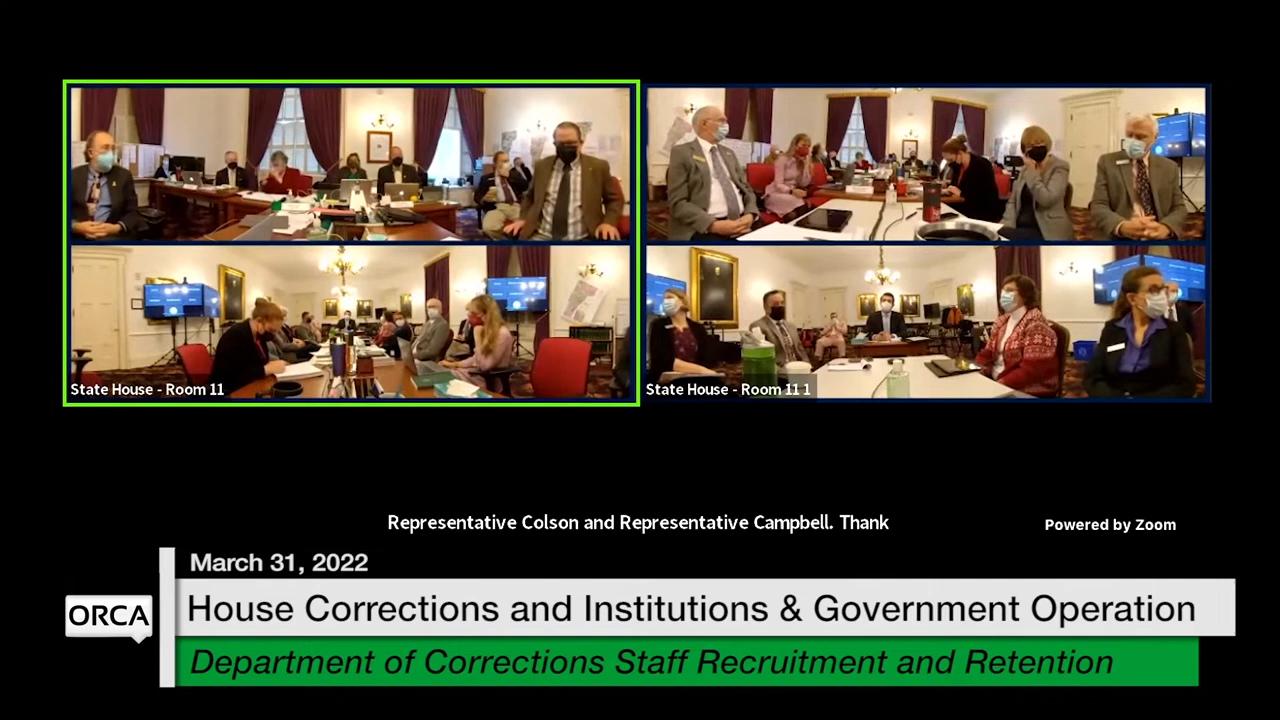 State House - Room 11
State House - Room 11 1
Representative Colson and Representative Campbell. Thank
Powered by Zoom
March 31, 2022
ORCA
House Corrections and Institutions & Government Operation
Department of Corrections Staff Recruitment and Retention